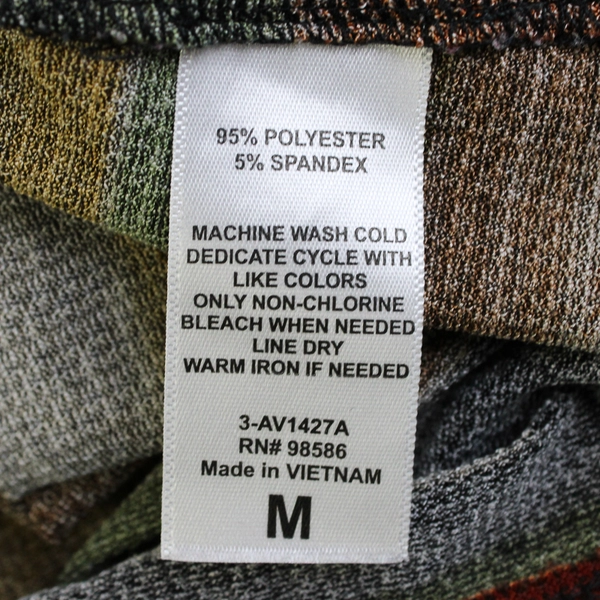 95% POLYESTER
5% SPANDEX
MACHINE WASH COLD
DEDICATE CYCLE WITH
LIKE COLORS
ONLY NON-CHLORINE
BLEACH WHEN NEEDED
LINE DRY
WARM IRON IF NEEDED
3-AV1427A
RN# 98586
Made in VIETNAM
M